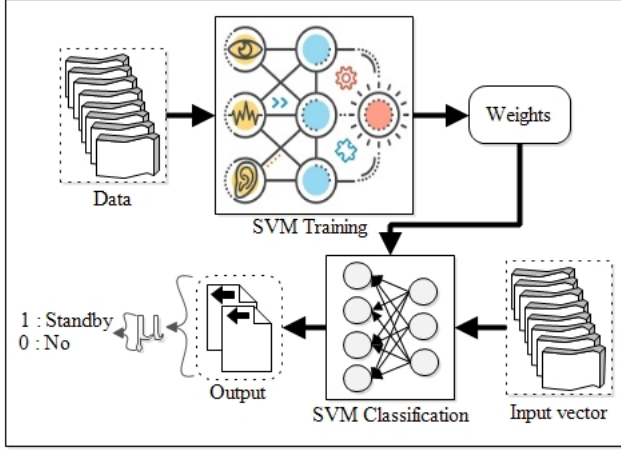 Weights
Data
SVM Training
1 : Standby
0 : No
Output
SVM Classification
Input vector